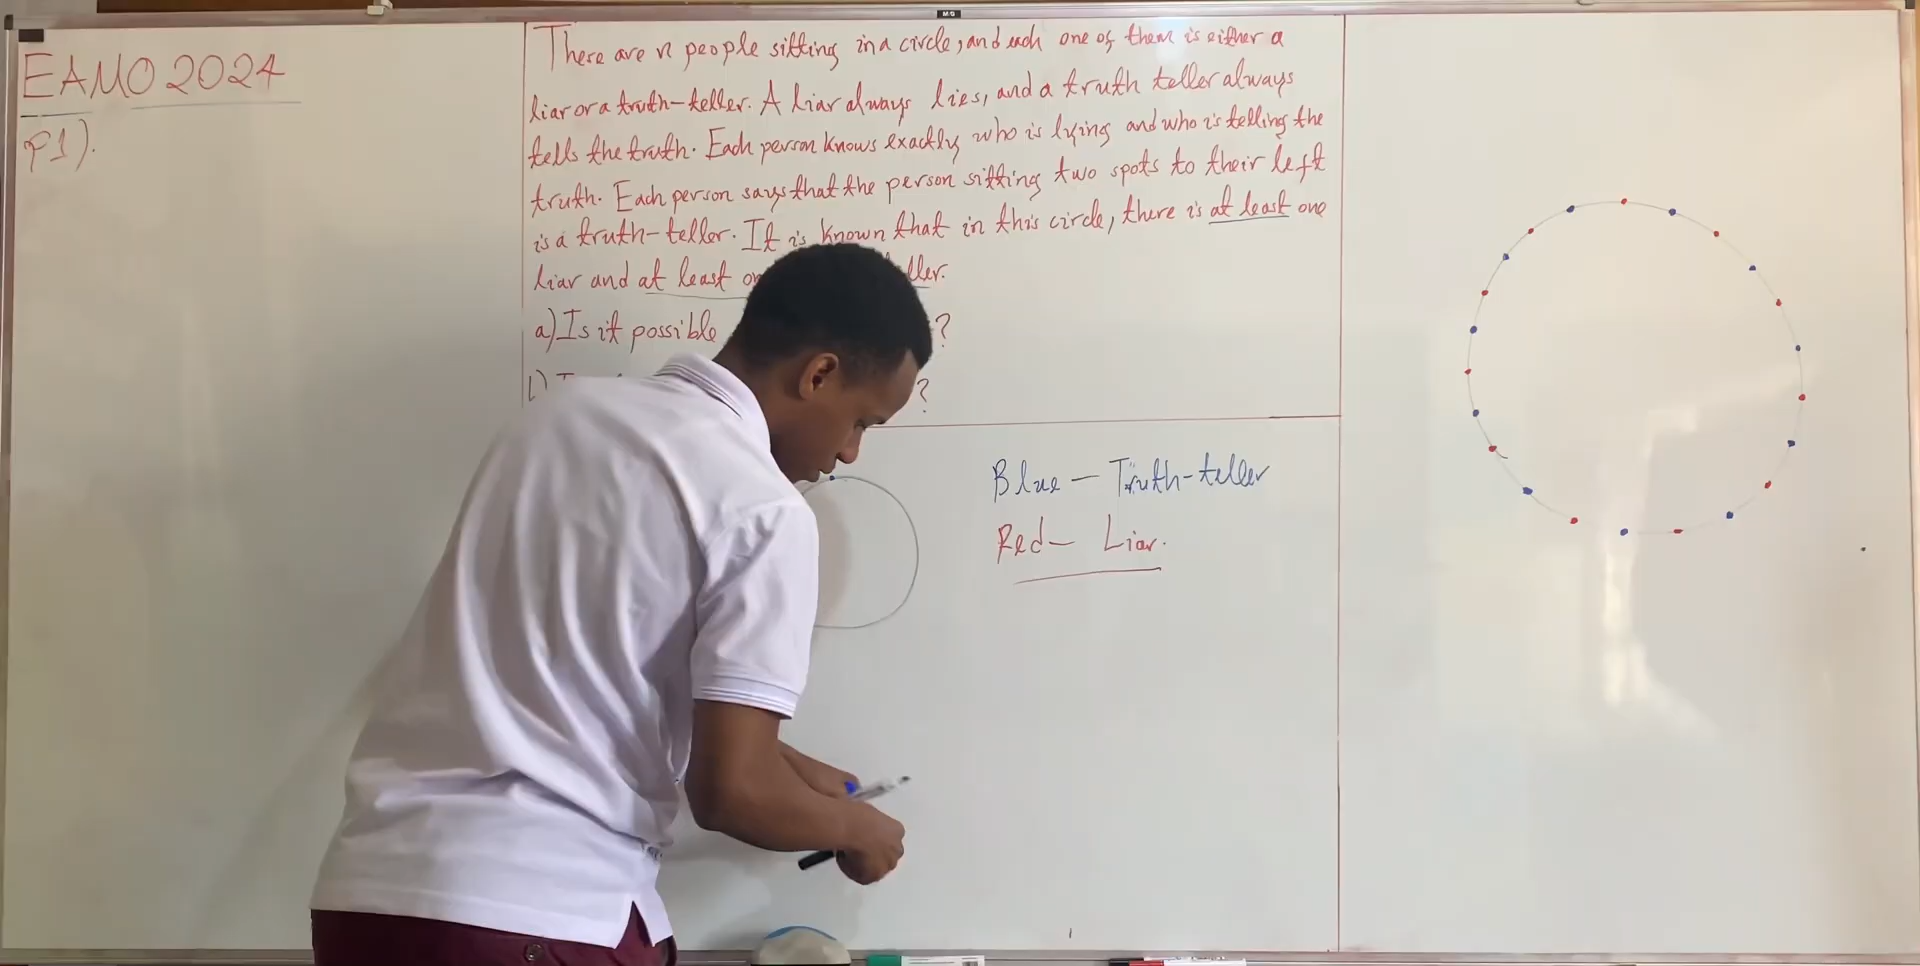 EAMO 2024
P1).
There are n people sitting in a circle, and each one of them is either a
liar or a truth-teller. A liar always lies, and a truth teller always
tells the truth. Each person knows exactly who is lying and who is telling the
truth. Each person says that the person sitting two spots to their left
is a truth-teller. It is known that in this circle, there is at least one
liar and at least ller.
a) Is it possible ?
?
Blue — Truth-teller
Red — Liar.